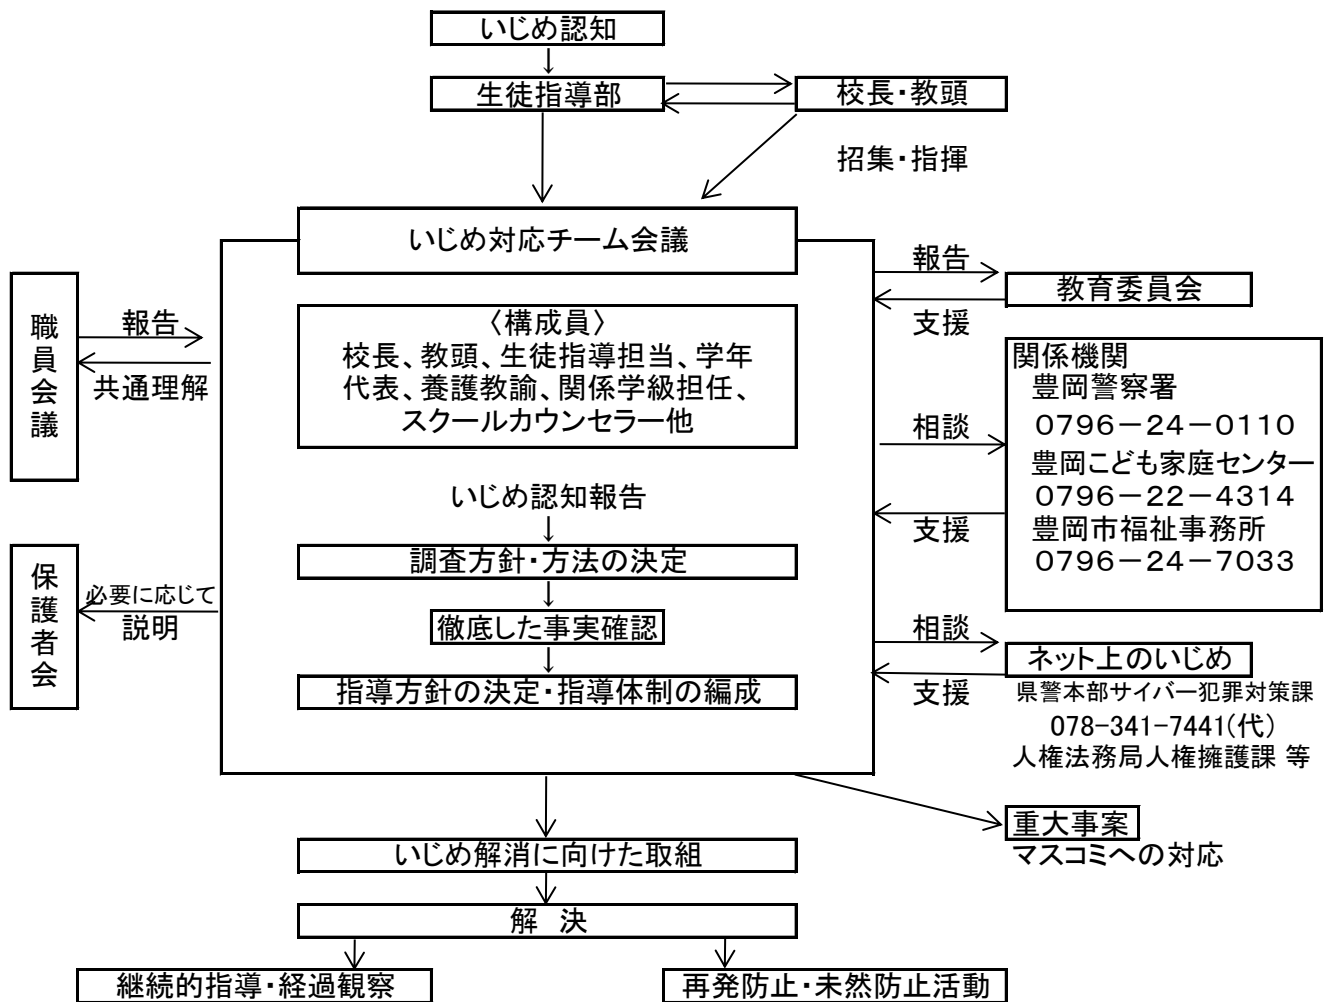 いじめ認知
生徒指導部
校長・教頭
招集・指揮
いじめ対応チーム会議
職員会議
報告
共通理解
〈構成員〉
校長、教頭、生徒指導担当、学年
代表、養護教諭、関係学級担任、
スクールカウンセラー他
報告
教育委員会
支援
関係機関
豊岡警察署
0796-24-0110
豊岡こども家庭センター
0796-22-4314
豊岡市福祉事務所
0796-24-7033
相談
支援
いじめ認知報告
調査方針・方法の決定
徹底した事実確認
指導方針の決定・指導体制の編成
保護者会
必要に応じて
説明
相談
ネット上のいじめ
支援
県警本部サイバー犯罪対策課
078-341-7441(代)
人権法務局人権擁護課 等
重大事案
マスコミへの対応
いじめ解消に向けた取組
解 決
継続的指導・経過観察
再発防止・未然防止活動